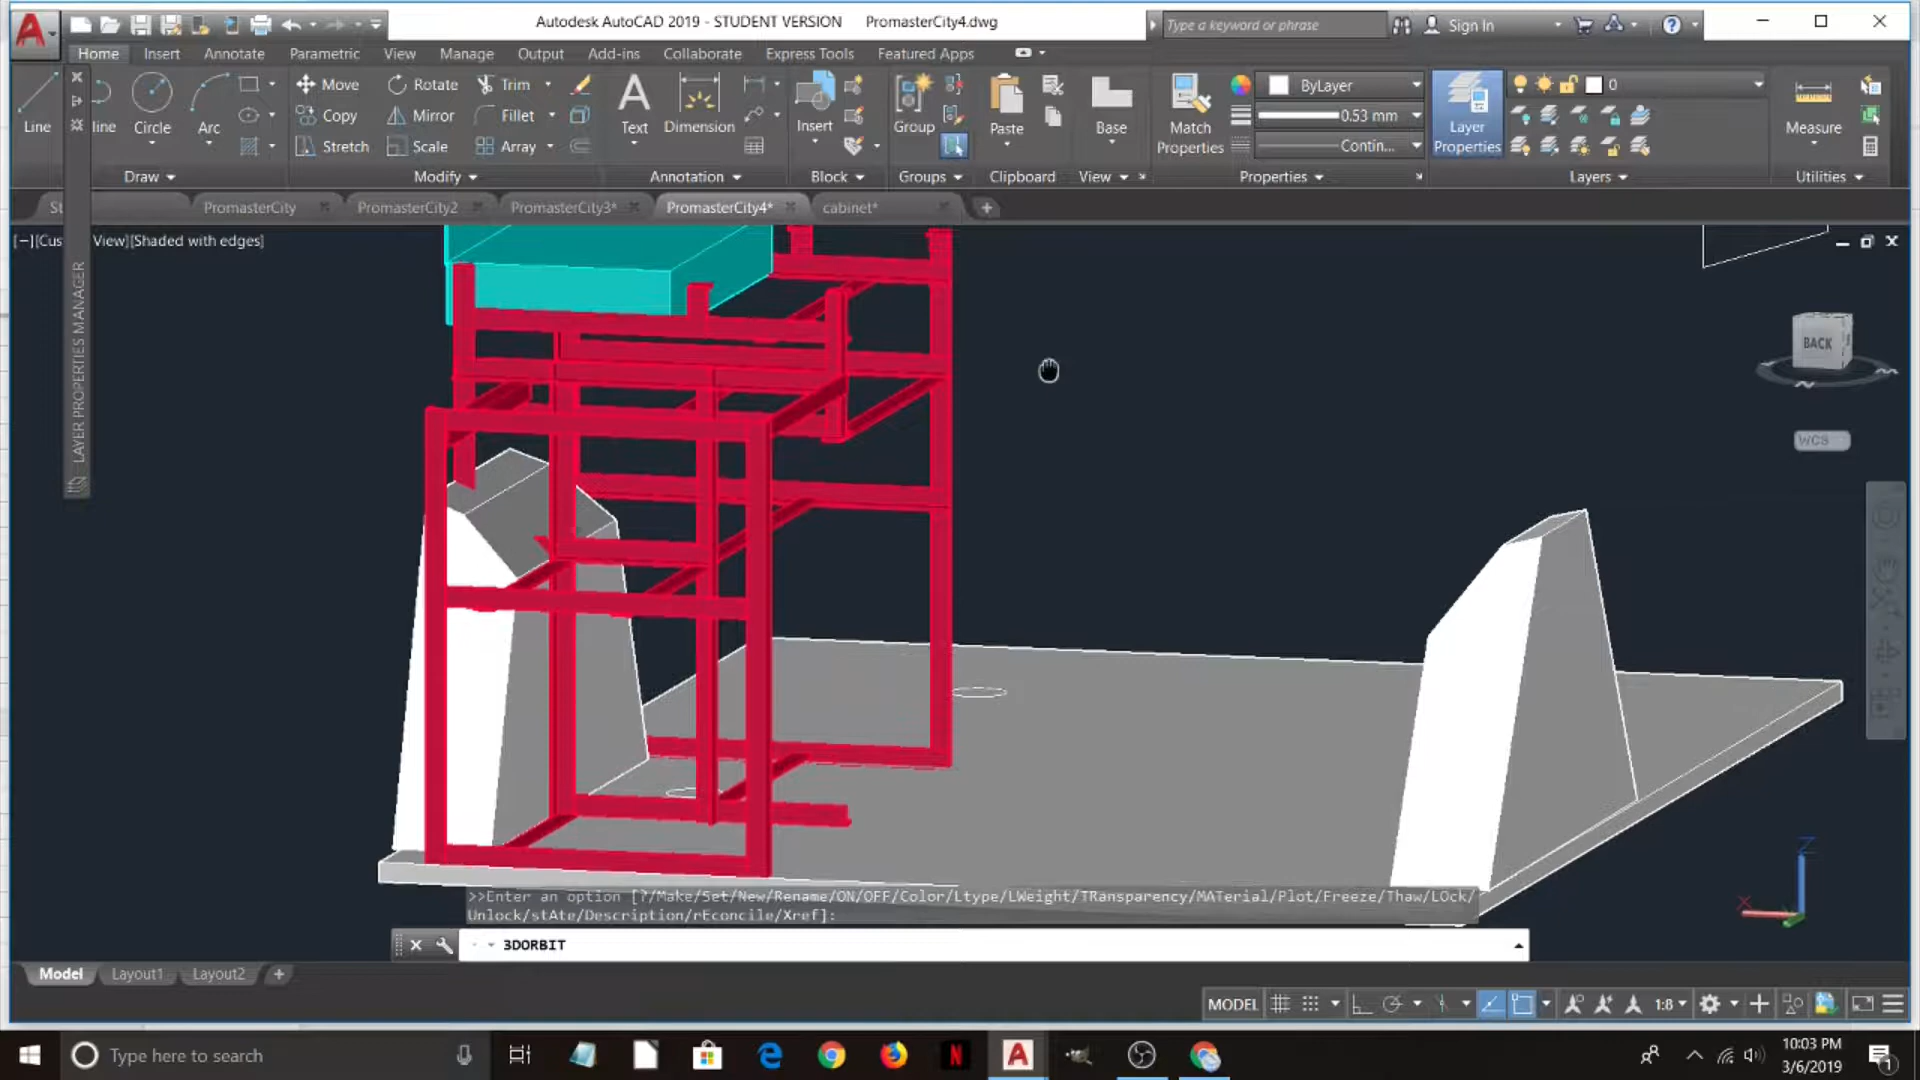 Autodesk AutoCAD 2019 - STUDENT VERSION PromasterCity4.dwg
Type a keyword or phrase
Sign In
Home Insert Annotate Parametric View Manage Output Add-ins Collaborate Express Tools Featured Apps
Line
line
Circle
Arc
Move
Copy
Stretch
Rotate
Mirror
Scale
Trim
Fillet
Array
Text
Dimension
Insert
Group
Paste
Base
Match
Properties
ByLayer
0.53 mm
Contin...
Layer
Properties
0
Measure
Draw Modify Annotation Block Groups Clipboard View Properties Layers Utilities
St PromasterCity PromasterCity2 PromasterCity3* PromasterCity4* cabinet*
[−][Cus View][Shaded with edges]
LAYER PROPERTIES MANAGER
BACK
WCS
Z
X
>>Enter an option [?/Make/Set/New/Rename/ON/OFF/Color/Ltype/LWeight/TRansparency/MATerial/Plot/Freeze/Thaw/LOck/
Unlock/stAte/Description/rEconcile/Xref]:
3DORBIT
Model Layout1 Layout2
MODEL
1:8
Type here to search
10:03 PM
3/6/2019
1